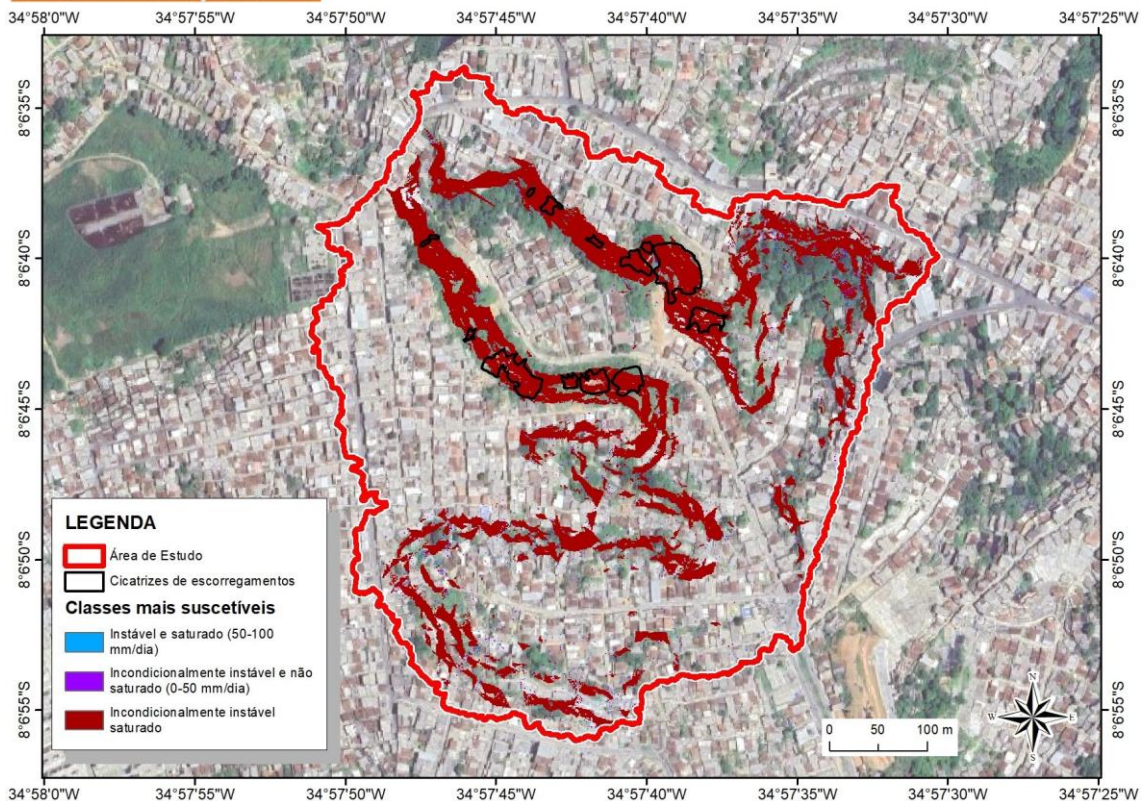 34°58'0"W 34°57'55"W 34°57'50"W 34°57'45"W 34°57'40"W 34°57'35"W 34°57'30"W 34°57'25"W
8°6'35"S 8°6'35"S
8°6'40"S 8°6'40"S
8°6'45"S 8°6'45"S
8°6'50"S 8°6'50"S
8°6'55"S 8°6'55"S
LEGENDA
Área de Estudo
Cicatrizes de escorregamentos
Classes mais suscetíveis
Instável e saturado (50-100
mm/dia)
Incondicionalmente instável e não
saturado (0-50 mm/dia)
Incondicionalmente instável
saturado
0 50 100 m
N
W E
S
34°58'0"W 34°57'55"W 34°57'50"W 34°57'45"W 34°57'40"W 34°57'35"W 34°57'30"W 34°57'25"W